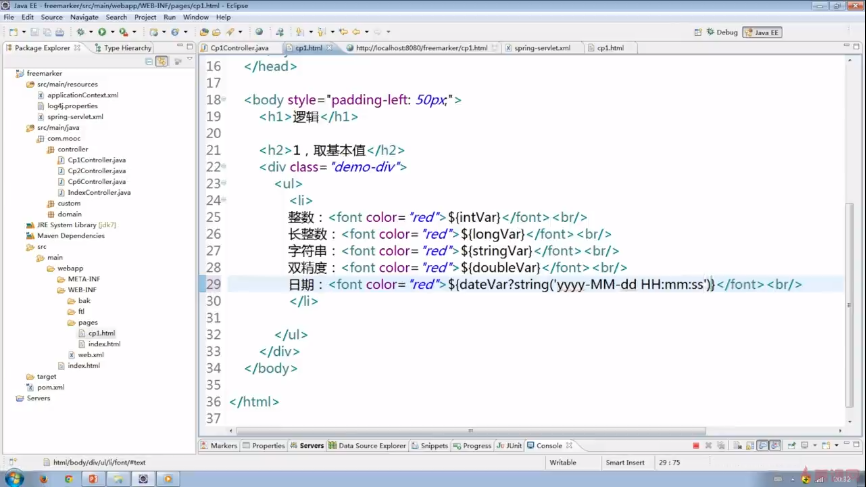 Java EE - freemarker/src/main/webapp/WEB-INF/pages/cp1.html - Eclipse
File Edit Source Navigate Search Project Run Window Help
Debug Java EE
Package Explorer Type Hierarchy
Cp1Controller.java cp1.html http://localhost:8080/freemarker/cp1.html spring-servlet.xml cp1.html
freemarker
src/main/resources
applicationContext.xml
log4j.properties
spring-servlet.xml
src/main/java
com.mooc
controller
Cp1Controller.java
Cp2Controller.java
Cp6Controller.java
IndexController.java
custom
domain
JRE System Library [jdk7]
Maven Dependencies
src
main
webapp
META-INF
WEB-INF
bak
ftl
pages
cp1.html
index.html
web.xml
index.html
target
pom.xml
Servers
16 </head>
17
18 <body style="padding-left: 50px;">
19 <h1>逻辑</h1>
20
21 <h2>1，取基本值</h2>
22 <div class="demo-div">
23 <ul>
24 <li>
25 整数：<font color="red">${intVar}</font><br/>
26 长整数：<font color="red">${longVar}</font><br/>
27 字符串：<font color="red">${stringVar}</font><br/>
28 双精度：<font color="red">${doubleVar}</font><br/>
29 日期：<font color="red">${dateVar?string('yyyy-MM-dd HH:mm:ss')}</font><br/>
30 </li>
31
32 </ul>
33 </div>
34 </body>
35
36 </html>
37
Markers Properties Servers Data Source Explorer Snippets Progress JUnit Console
html/body/div/ul/li/font/#text Writable Smart Insert 29 : 75